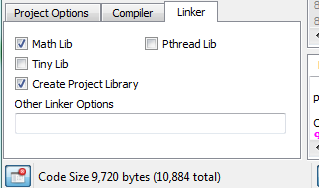 Project Options Compiler Linker
Math Lib Pthread Lib
Tiny Lib
Create Project Library
Other Linker Options
Code Size 9,720 bytes (10,884 total)